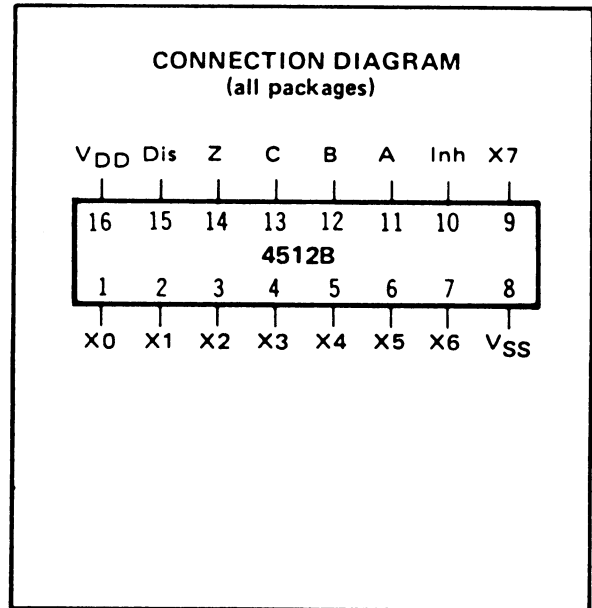 CONNECTION DIAGRAM
(all packages)
VDD Dis Z C B A Inh X7
16 15 14 13 12 11 10 9
4512B
1 2 3 4 5 6 7 8
X0 X1 X2 X3 X4 X5 X6 VSS